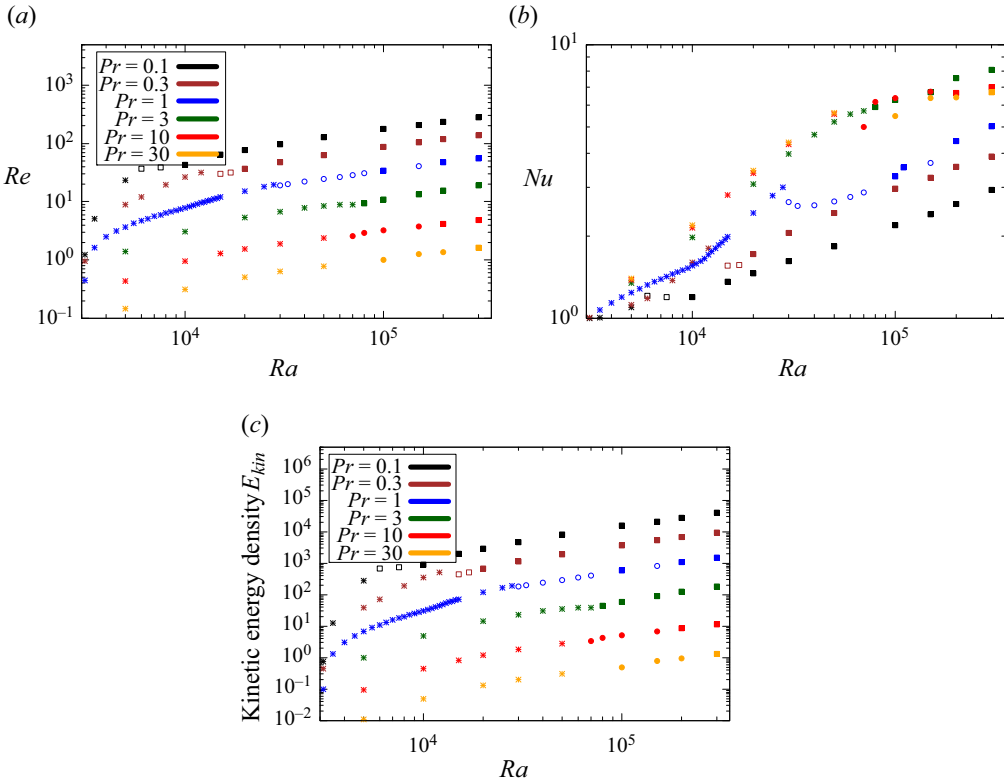 (a)
(b)
10³
10²
10¹
10⁰
10⁻¹
Re
Pr = 0.1
Pr = 0.3
Pr = 1
Pr = 3
Pr = 10
Pr = 30
10⁴
10⁵
Ra
10¹
10⁰
Nu
10⁴
10⁵
Ra
(c)
10⁶
10⁵
10⁴
10³
10²
10¹
10⁰
10⁻¹
10⁻²
Kinetic energy density E_kin
Pr = 0.1
Pr = 0.3
Pr = 1
Pr = 3
Pr = 10
Pr = 30
10⁴
10⁵
Ra